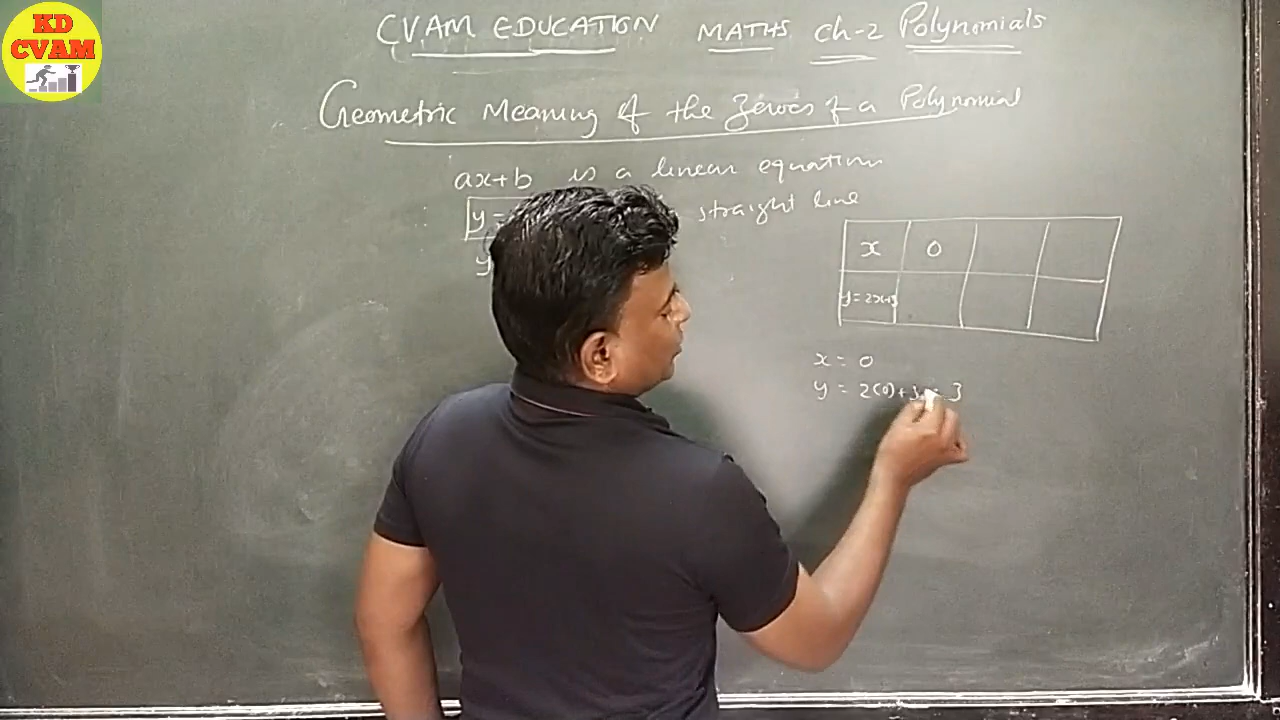 KD
CVAM
CVAM EDUCATION MATHS Ch-2 Polynomials
Geometric Meaning of the Zeroes of a Polynomial
ax+b is a linear equation
y = straight line
y
x 0
y = 2x+3
x = 0
y = 2(0)+3 = 3